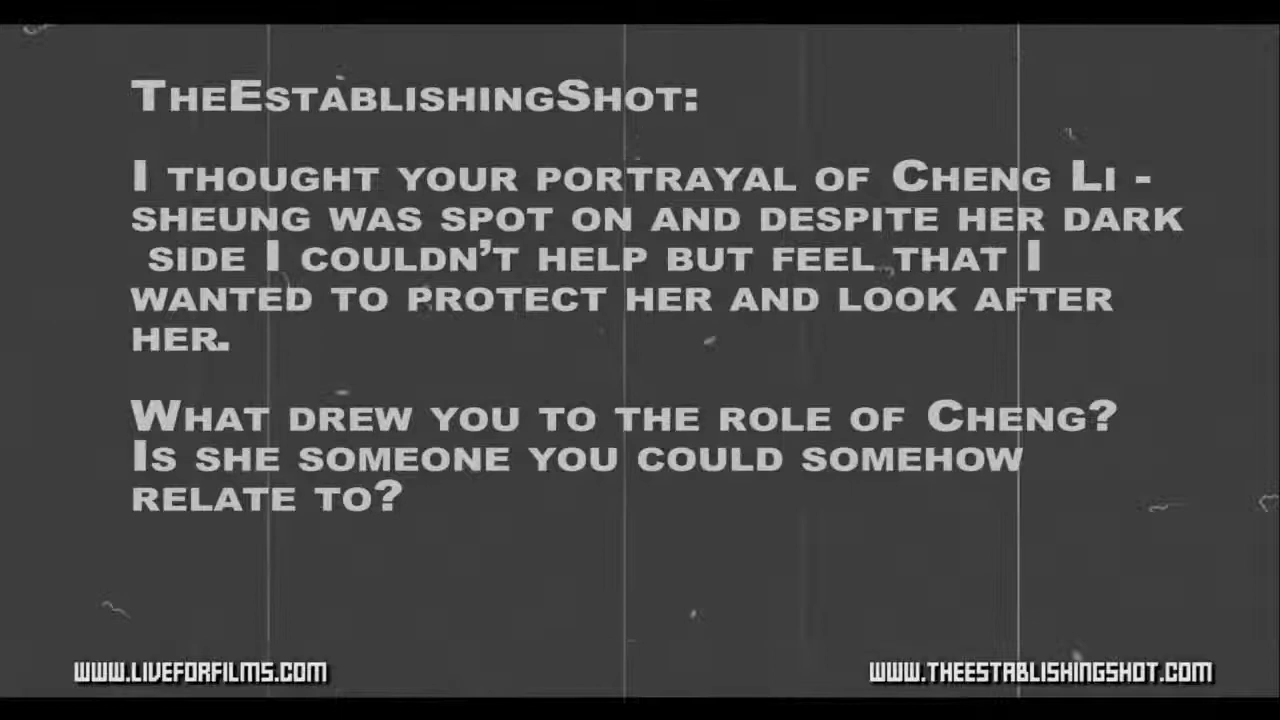 TheEstablishingShot:
I thought your portrayal of Cheng Li -
sheung was spot on and despite her dark
side I couldn't help but feel that I
wanted to protect her and look after
her.
What drew you to the role of Cheng?
Is she someone you could somehow
relate to?
www.liveforfilms.com
www.theestablishingshot.com